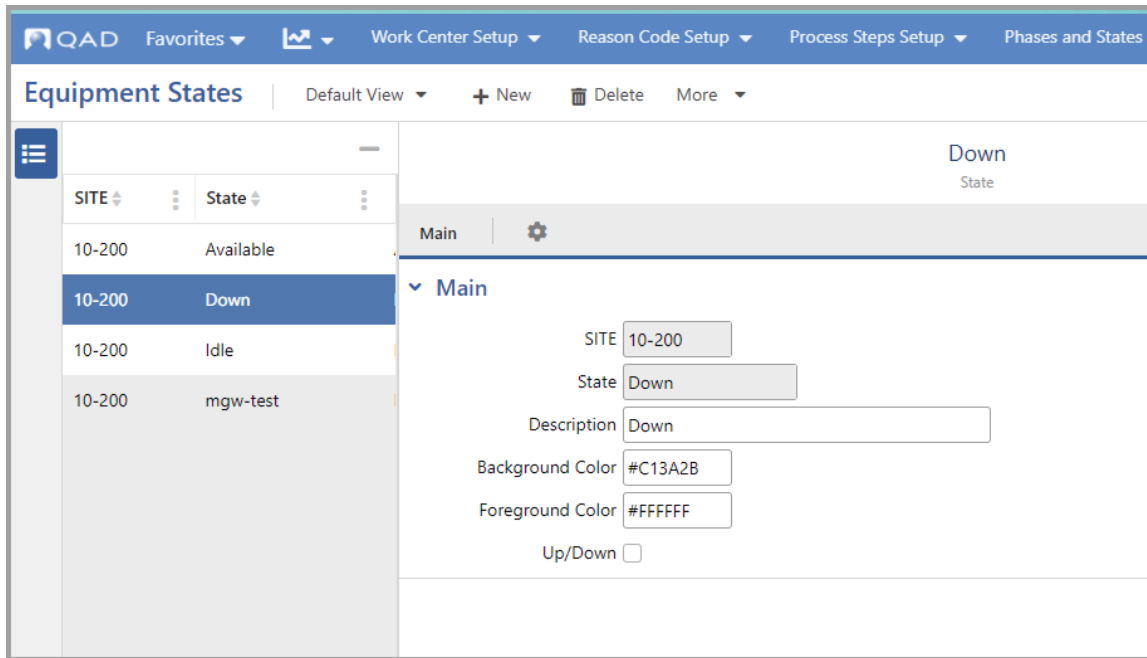 QAD Favorites Work Center Setup Reason Code Setup Process Steps Setup Phases and States
Equipment States Default View + New Delete More
Down
State
SITE State
Main
10-200 Available
10-200 Down
10-200 Idle
10-200 mgw-test
Main
SITE 10-200
State Down
Description Down
Background Color #C13A2B
Foreground Color #FFFFFF
Up/Down